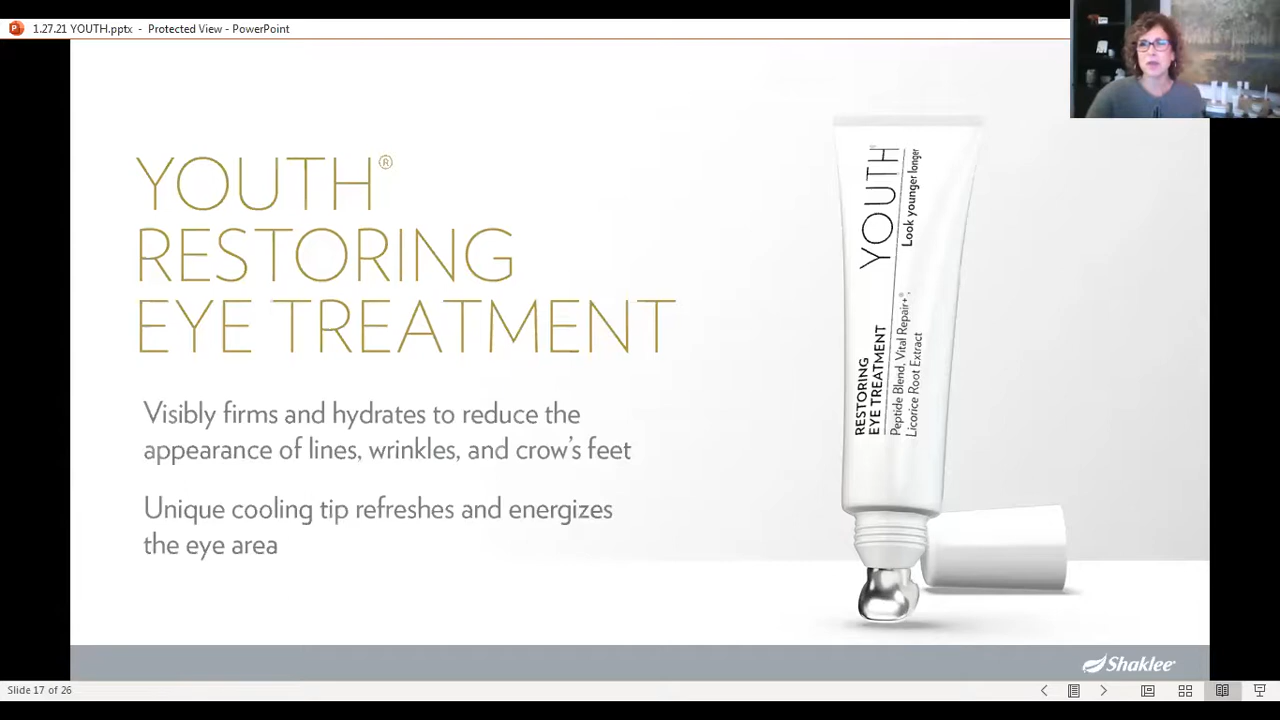 1.27.21 YOUTH.pptx - Protected View - PowerPoint
YOUTH®
RESTORING
EYE TREATMENT
Visibly firms and hydrates to reduce the
appearance of lines, wrinkles, and crow's feet
Unique cooling tip refreshes and energizes
the eye area
YOUTH®
Look younger longer
RESTORING
EYE TREATMENT
Peptide Blend, Vital Repair+®,
Licorice Root Extract
Shaklee
Slide 17 of 26